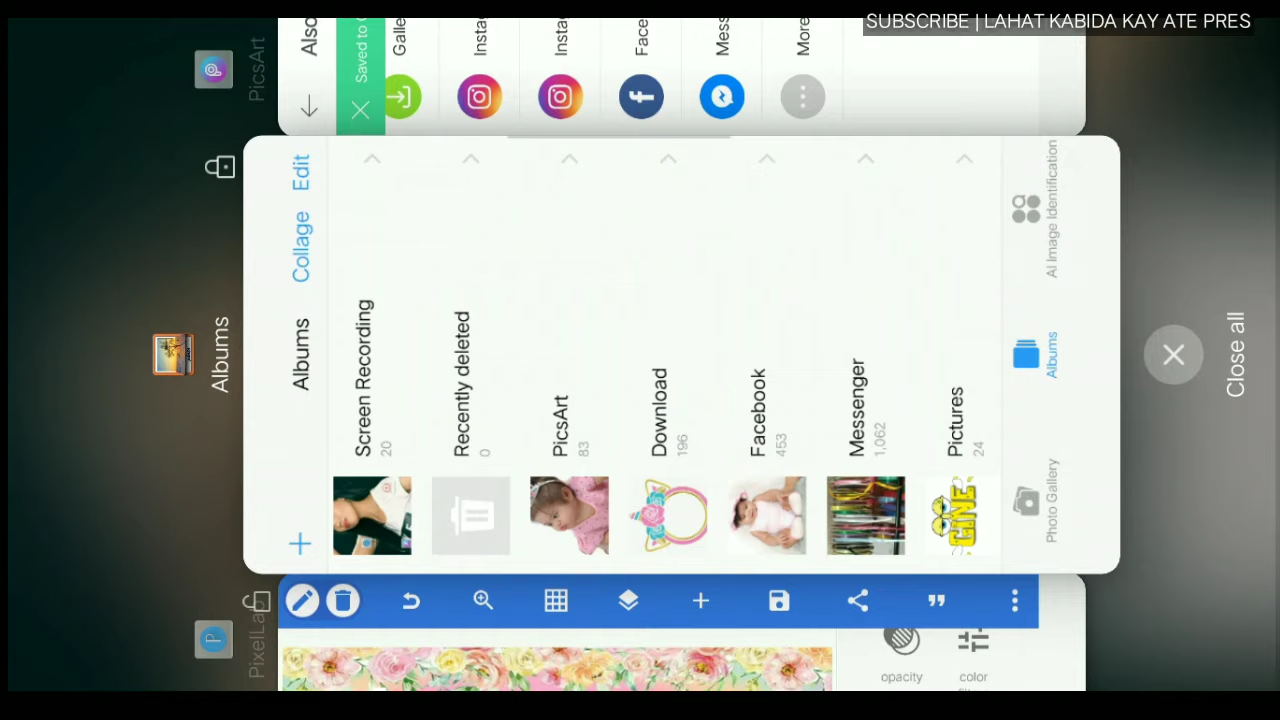 SUBSCRIBE | LAHAT KABIDA KAY ATE PRES
PixelLab
opacity
color
Albums
Albums
Collage
Edit
Screen Recording
20
Recently deleted
0
PicsArt
83
Download
196
Facebook
453
Messenger
1,062
Pictures
24
GINE
Photo Gallery
Albums
AI Image Identification
PicsArt
Also
Saved to
Galle
Insta
Insta
Face
Mess
More
Close all